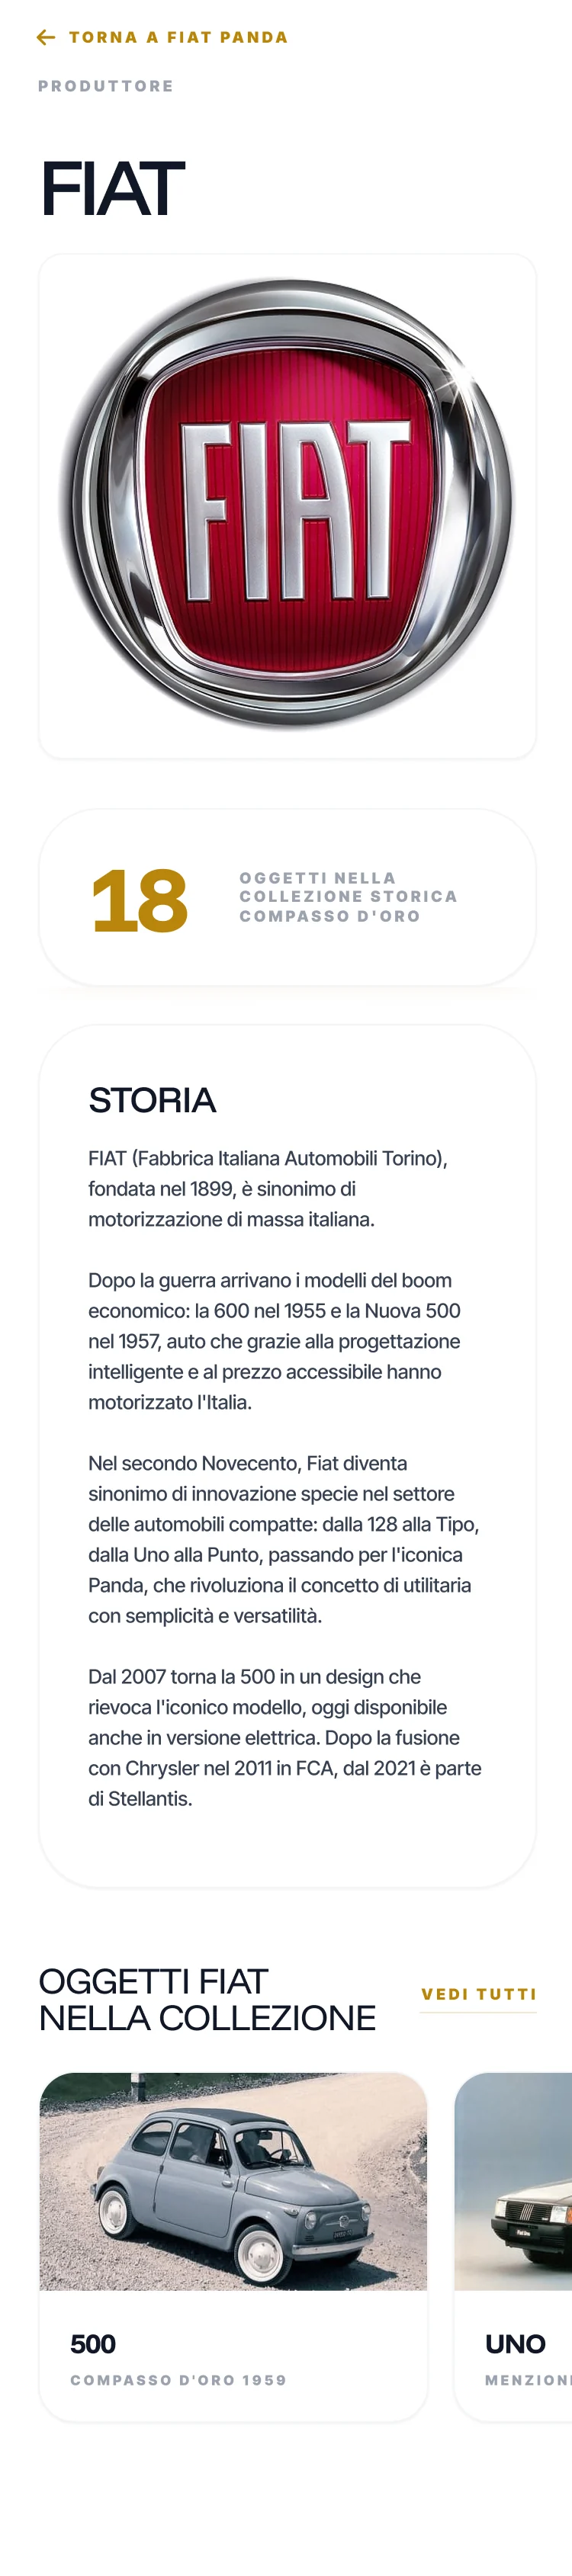 TORNA A FIAT PANDA
PRODUTTORE
FIAT
FIAT
18
OGGETTI NELLA
COLLEZIONE STORICA
COMPASSO D'ORO
STORIA
FIAT (Fabbrica Italiana Automobili Torino),
fondata nel 1899, è sinonimo di
motorizzazione di massa italiana.
Dopo la guerra arrivano i modelli del boom
economico: la 600 nel 1955 e la Nuova 500
nel 1957, auto che grazie alla progettazione
intelligente e al prezzo accessibile hanno
motorizzato l'Italia.
Nel secondo Novecento, Fiat diventa
sinonimo di innovazione specie nel settore
delle automobili compatte: dalla 128 alla Tipo,
dalla Uno alla Punto, passando per l'iconica
Panda, che rivoluziona il concetto di utilitaria
con semplicità e versatilità.
Dal 2007 torna la 500 in un design che
rievoca l'iconico modello, oggi disponibile
anche in versione elettrica. Dopo la fusione
con Chrysler nel 2011 in FCA, dal 2021 è parte
di Stellantis.
OGGETTI FIAT
NELLA COLLEZIONE
VEDI TUTTI
500
COMPASSO D'ORO 1959
UNO